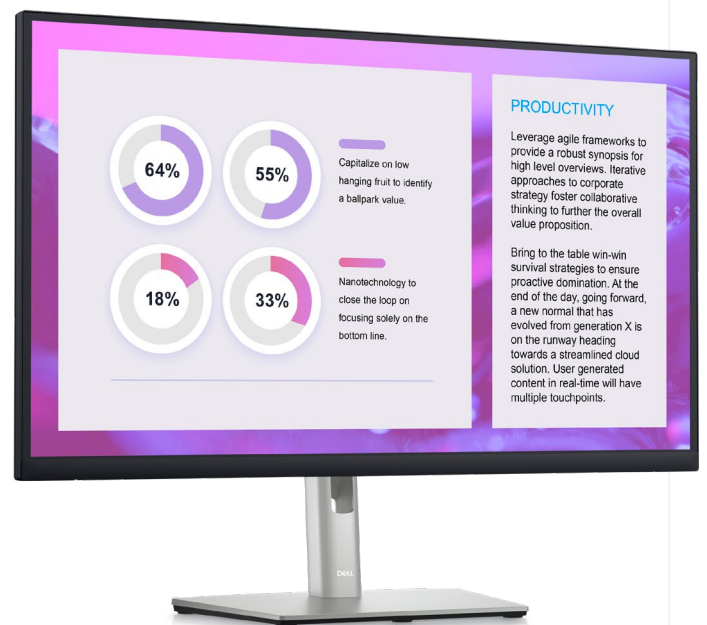 64%
55%
Capitalize on low
hanging fruit to identify
a ballpark value.
18%
33%
Nanotechnology to
close the loop on
focusing solely on the
bottom line.
PRODUCTIVITY
Leverage agile frameworks to
provide a robust synopsis for
high level overviews. Iterative
approaches to corporate
strategy foster collaborative
thinking to further the overall
value proposition.
Bring to the table win-win
survival strategies to ensure
proactive domination. At the
end of the day, going forward,
a new normal that has
evolved from generation X is
on the runway heading
towards a streamlined cloud
solution. User generated
content in real-time will have
multiple touchpoints.
DELL